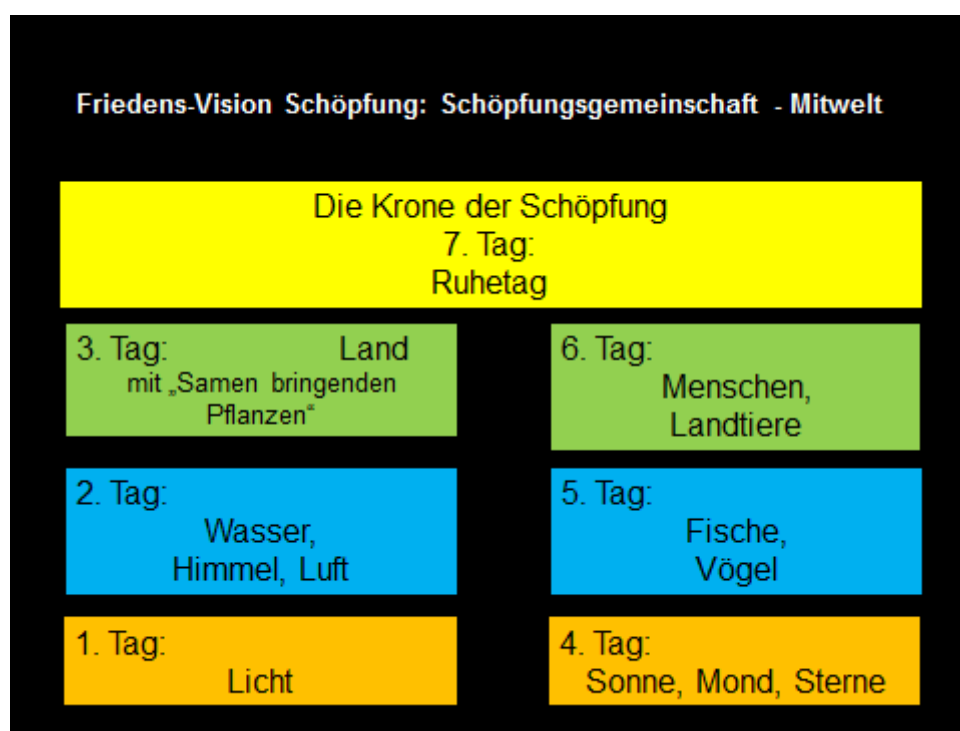 Friedens-Vision Schöpfung: Schöpfungsgemeinschaft - Mitwelt
Die Krone der Schöpfung
7. Tag:
Ruhetag
3. Tag: Land
mit „Samen bringenden
Pflanzen“
6. Tag:
Menschen,
Landtiere
2. Tag:
Wasser,
Himmel, Luft
5. Tag:
Fische,
Vögel
1. Tag:
Licht
4. Tag:
Sonne, Mond, Sterne